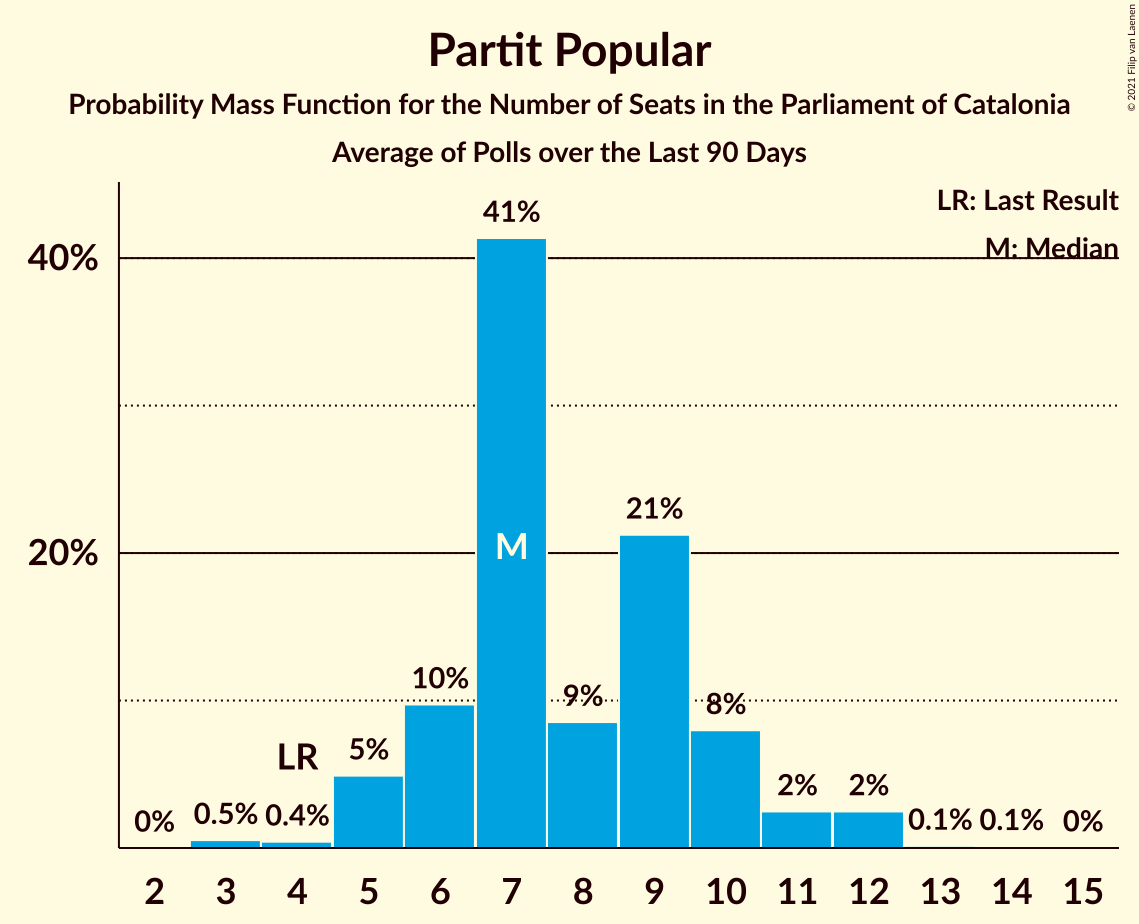 Partit Popular
Probability Mass Function for the Number of Seats in the Parliament of Catalonia
Average of Polls over the Last 90 Days
© 2021 Filip van Laenen
LR: Last Result
M: Median
40%
20%
0%
0.5%
0.4%
LR
5%
10%
41%
M
9%
21%
8%
2%
2%
0.1%
0.1%
0%
2 3 4 5 6 7 8 9 10 11 12 13 14 15